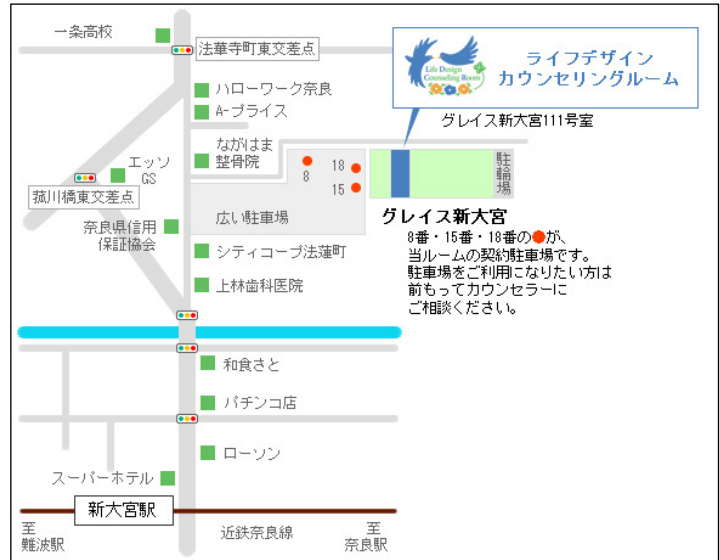 一条高校
法華寺町東交差点
Life Design
Counseling Room
ライフデザイン
カウンセリングルーム
ハローワーク奈良
A-プライス
グレイス新大宮111号室
ながはま
整骨院
エッソ
GS
8
18
15
駐輪場
菰川橋東交差点
広い駐車場
グレイス新大宮
奈良県信用
保証協会
8番・15番・18番の●が、
当ルームの契約駐車場です。
駐車場をご利用になりたい方は
前もってカウンセラーに
ご相談ください。
シティコープ法蓮町
上林歯科医院
和食さと
パチンコ店
ローソン
スーパーホテル
新大宮駅
至
難波駅
近鉄奈良線
至
奈良駅